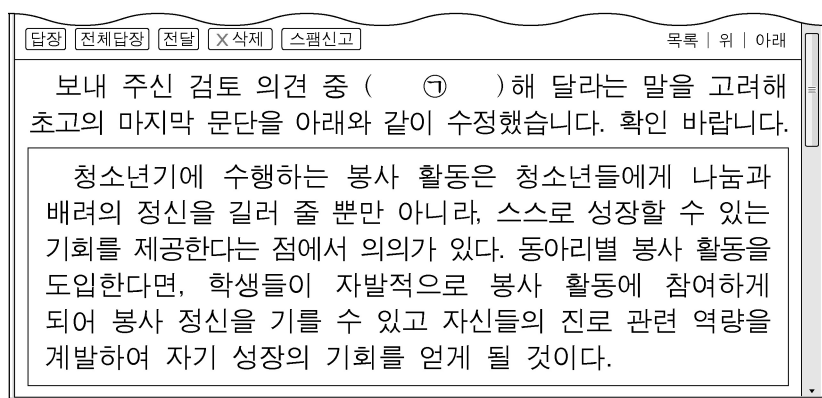 답장 전체답장 전달 X 삭제 스팸신고 목록 | 위 | 아래
보내 주신 검토 의견 중 ( ㉠ )해 달라는 말을 고려해
초고의 마지막 문단을 아래와 같이 수정했습니다. 확인 바랍니다.
청소년기에 수행하는 봉사 활동은 청소년들에게 나눔과
배려의 정신을 길러 줄 뿐만 아니라, 스스로 성장할 수 있는
기회를 제공한다는 점에서 의의가 있다. 동아리별 봉사 활동을
도입한다면, 학생들이 자발적으로 봉사 활동에 참여하게
되어 봉사 정신을 기를 수 있고 자신들의 진로 관련 역량을
계발하여 자기 성장의 기회를 얻게 될 것이다.